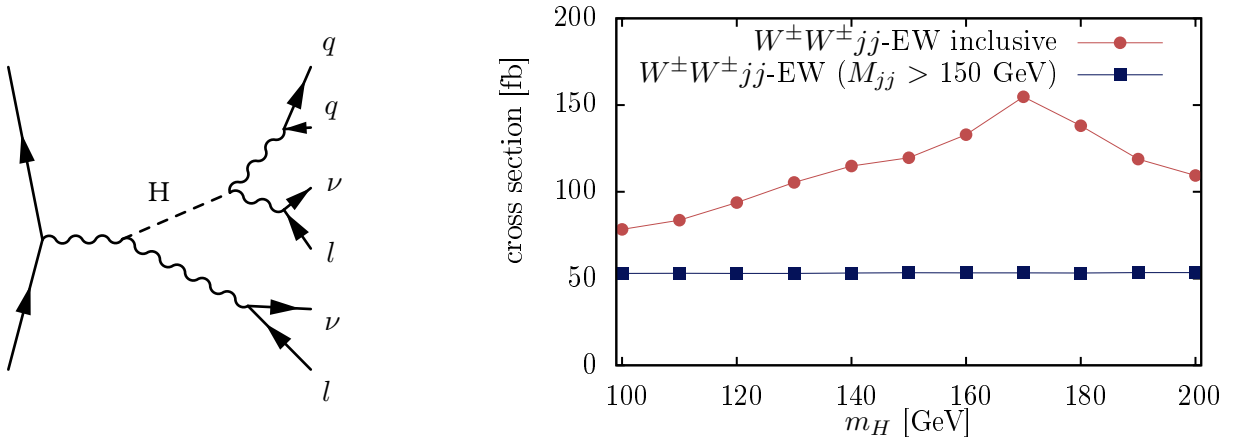 q
q
H
ν
l
ν
l
200
150
100
50
0
cross section [fb]
W±W±jj-EW inclusive
W±W±jj-EW (Mjj > 150 GeV)
100 120 140 160 180 200
mH [GeV]